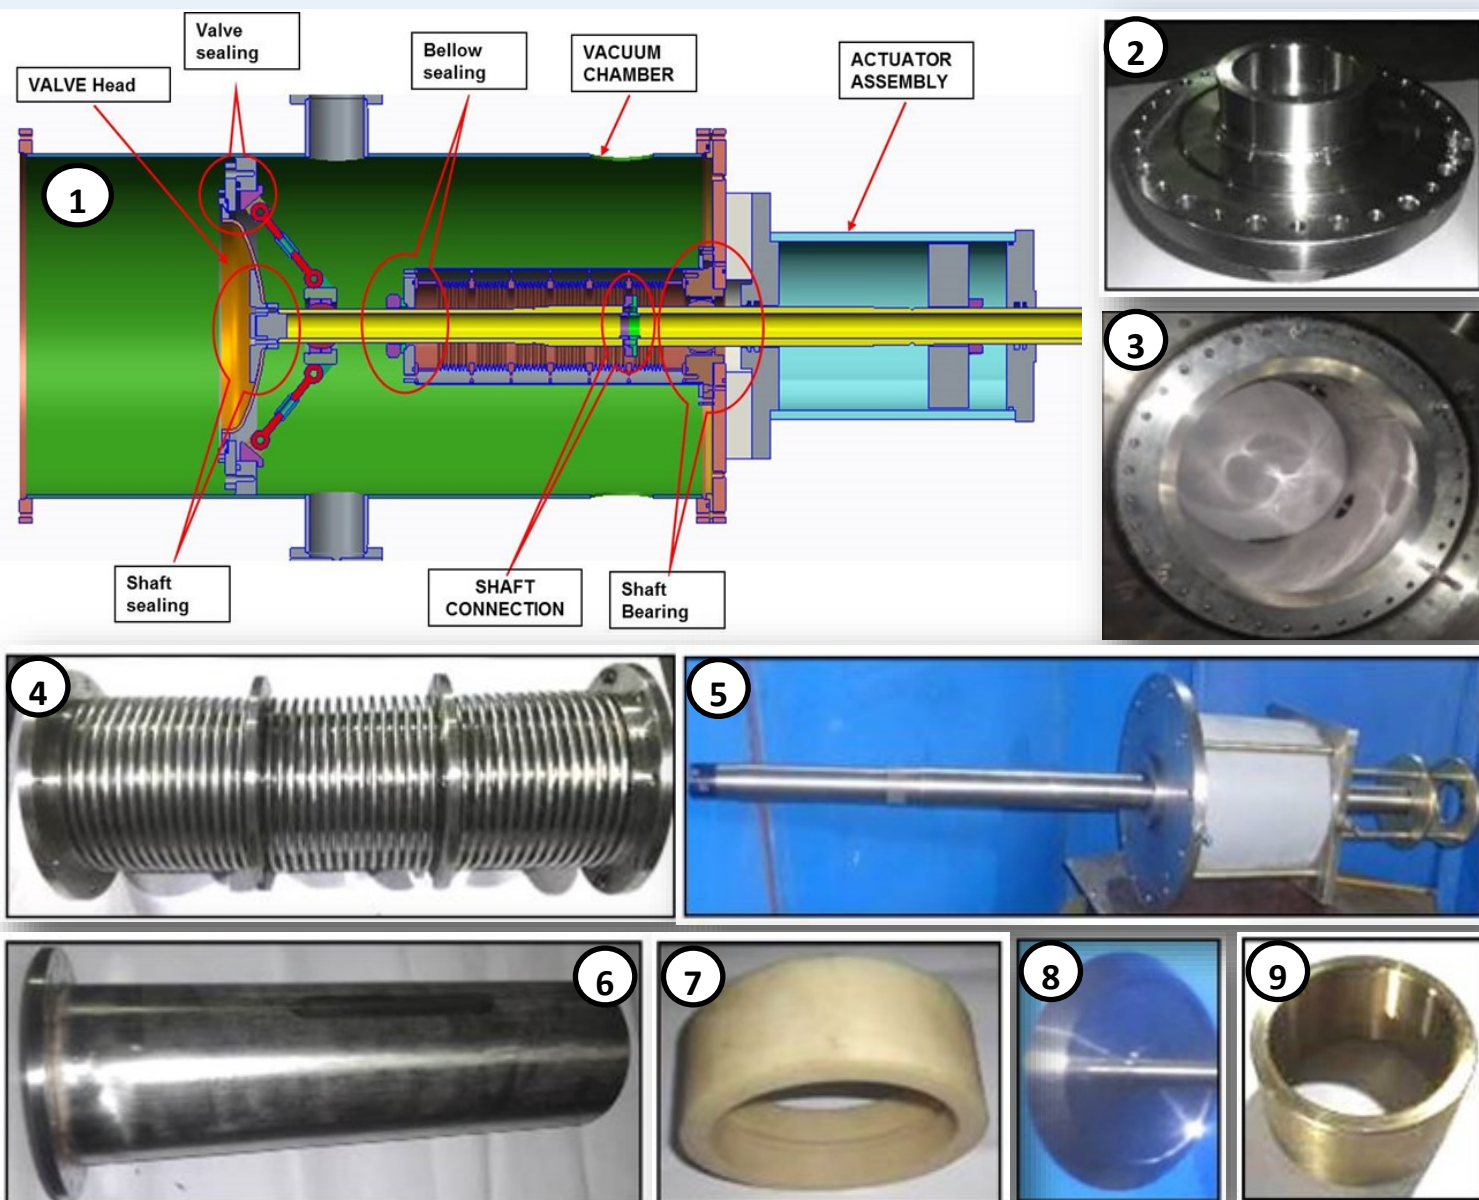 Valve
sealing
Bellow
sealing
VACUUM
CHAMBER
ACTUATOR
ASSEMBLY
VALVE Head
1
2
3
Shaft
sealing
SHAFT
CONNECTION
Shaft
Bearing
4
5
6
7
8
9